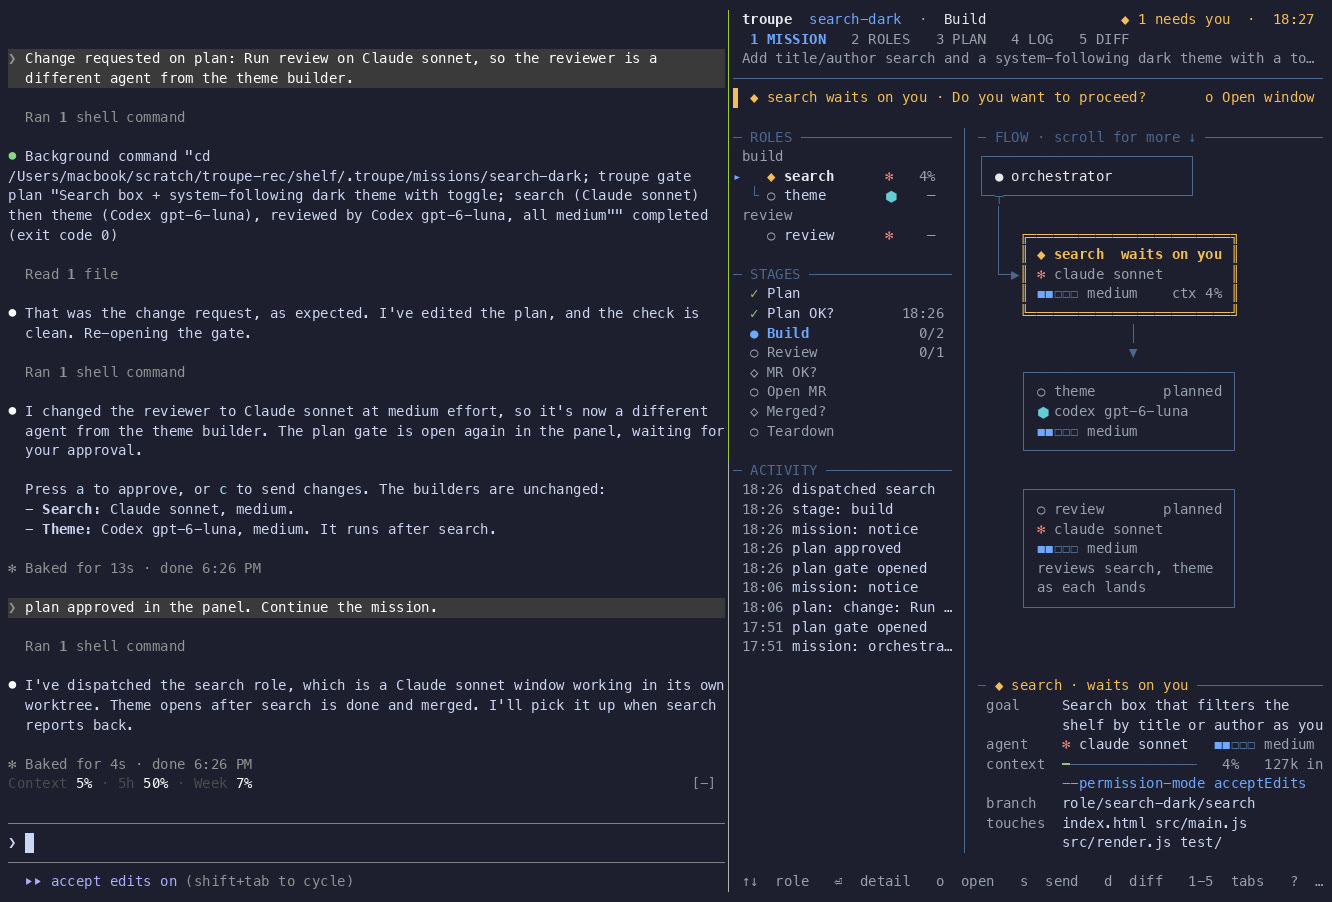 ❯ Change requested on plan: Run review on Claude sonnet, so the reviewer is a
different agent from the theme builder.
Ran 1 shell command
● Background command "cd
/Users/macbook/scratch/troupe-rec/shelf/.troupe/missions/search-dark; troupe gate
plan "Search box + system-following dark theme with toggle; search (Claude sonnet)
then theme (Codex gpt-6-luna), reviewed by Codex gpt-6-luna, all medium"" completed
(exit code 0)
Read 1 file
● That was the change request, as expected. I've edited the plan, and the check is
clean. Re-opening the gate.
Ran 1 shell command
● I changed the reviewer to Claude sonnet at medium effort, so it's now a different
agent from the theme builder. The plan gate is open again in the panel, waiting for
your approval.
Press a to approve, or c to send changes. The builders are unchanged:
- Search: Claude sonnet, medium.
- Theme: Codex gpt-6-luna, medium. It runs after search.
✻ Baked for 13s · done 6:26 PM
❯ plan approved in the panel. Continue the mission.
Ran 1 shell command
● I've dispatched the search role, which is a Claude sonnet window working in its own
worktree. Theme opens after search is done and merged. I'll pick it up when search
reports back.
✻ Baked for 4s · done 6:26 PM
Context 5% · 5h 50% · Week 7% [-]
❯
⏵⏵ accept edits on (shift+tab to cycle)
troupe search-dark · Build ◆ 1 needs you · 18:27
1 MISSION 2 ROLES 3 PLAN 4 LOG 5 DIFF
Add title/author search and a system-following dark theme with a to…
◆ search waits on you · Do you want to proceed? o Open window
ROLES
build
▸ ◆ search ✻ 4%
└ ○ theme ⬢ —
review
○ review ✻ —
STAGES
✓ Plan
✓ Plan OK? 18:26
● Build 0/2
○ Review 0/1
◇ MR OK?
○ Open MR
◇ Merged?
○ Teardown
ACTIVITY
18:26 dispatched search
18:26 stage: build
18:26 mission: notice
18:26 plan approved
18:26 plan gate opened
18:06 mission: notice
18:06 plan: change: Run …
17:51 plan gate opened
17:51 mission: orchestra…
FLOW · scroll for more ↓
● orchestrator
◆ search waits on you
✻ claude sonnet
■■□□□ medium ctx 4%
○ theme planned
⬢ codex gpt-6-luna
■■□□□ medium
○ review planned
✻ claude sonnet
■■□□□ medium
reviews search, theme
as each lands
◆ search · waits on you
goal Search box that filters the
shelf by title or author as you
agent ✻ claude sonnet ■■□□□ medium
context 4% 127k in
--permission-mode acceptEdits
branch role/search-dark/search
touches index.html src/main.js
src/render.js test/
↑↓ role ⏎ detail o open s send d diff 1-5 tabs ? …